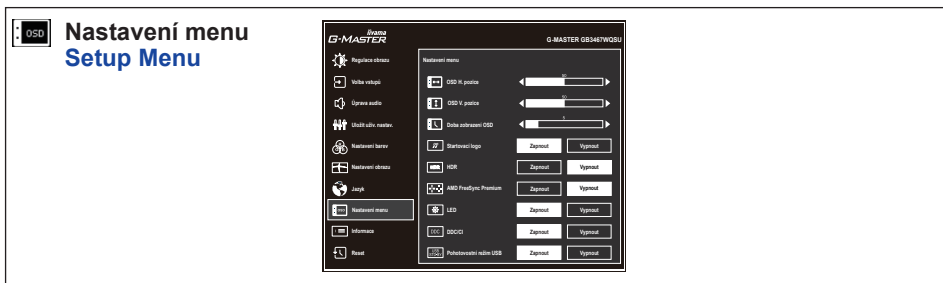 OSD
Nastavení menu
Setup Menu
iiyama
G-MASTER
G-MASTER GB3467WQSU
Regulace obrazu
Nastavení menu
Volba vstupů
OSD H. pozice
50
Úprava audio
OSD V. pozice
50
Uložit uživ. nastav.
Doba zobrazení OSD
Nastavení barev
Startovací logo
Zapnout
Vypnout
Nastavení obrazu
HDR
Zapnout
Vypnout
Jazyk
AMD FreeSync Premium
Zapnout
Vypnout
OSD
Nastavení menu
LED
Zapnout
Vypnout
Informace
DDC
DDC/CI
Zapnout
Vypnout
Reset
Pohotovostní režim USB
Zapnout
Vypnout